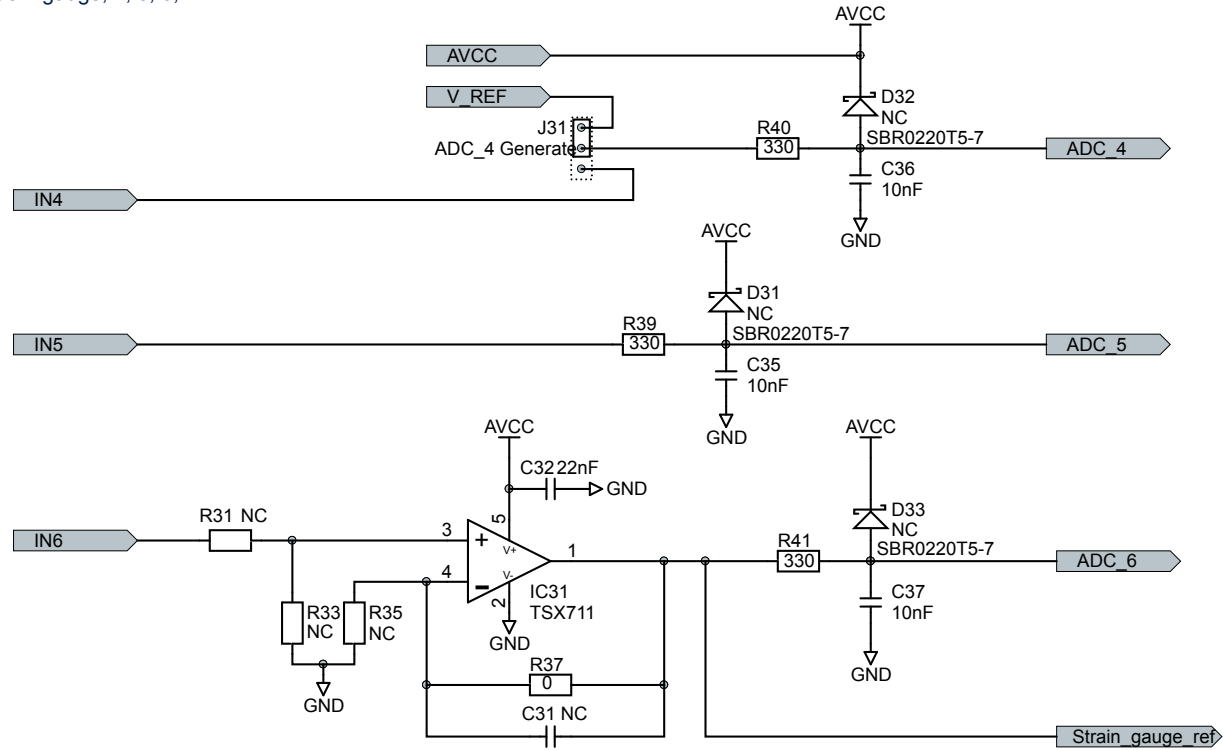 AVCC
AVCC
V_REF
D32
NC
J31
R40
SBR0220T5-7
ADC_4 Generate
330
ADC_4
C36
10nF
IN4
GND
AVCC
D31
NC
R39
SBR0220T5-7
IN5
330
ADC_5
C35
10nF
GND
AVCC
AVCC
C32 22nF
GND
R31 NC
D33
NC
5
3
R41
SBR0220T5-7
IN6
+
V+
1
330
ADC_6
4
V-
-
IC31
TSX711
2
C37
10nF
R33
NC
R35
NC
GND
R37
0
GND
GND
C31 NC
Strain_gauge_ref